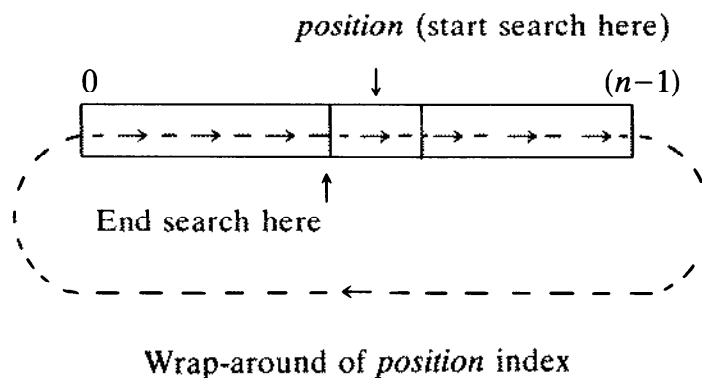 position (start search here)
0 (n−1)
End search here
Wrap-around of position index